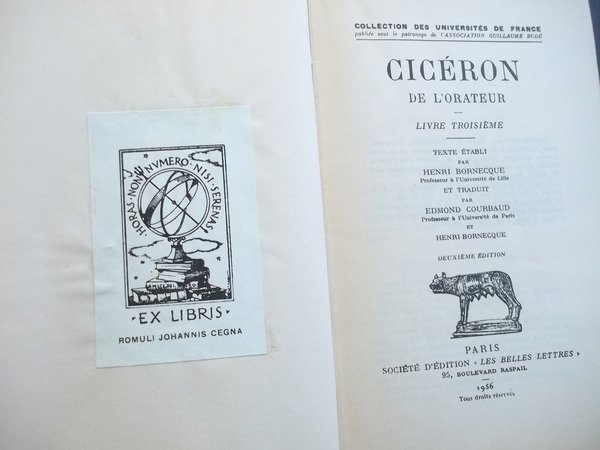 HORAS · NON · NVMERO · NISI · SERENAS
· EX LIBRIS ·
ROMULI JOHANNIS CEGNA
COLLECTION DES UNIVERSITÉS DE FRANCE
publiée sous le patronage de l'ASSOCIATION GUILLAUME BUDÉ
CICÉRON
DE L'ORATEUR
LIVRE TROISIÈME
TEXTE ÉTABLI
PAR
HENRI BORNECQUE
Professeur à l'Université de Lille
ET TRADUIT
PAR
EDMOND COURBAUD
Professeur à l'Université de Paris
ET
HENRI BORNECQUE
DEUXIÈME ÉDITION
PARIS
SOCIÉTÉ D'ÉDITION « LES BELLES LETTRES »
95, BOULEVARD RASPAIL
1956
Tous droits réservés